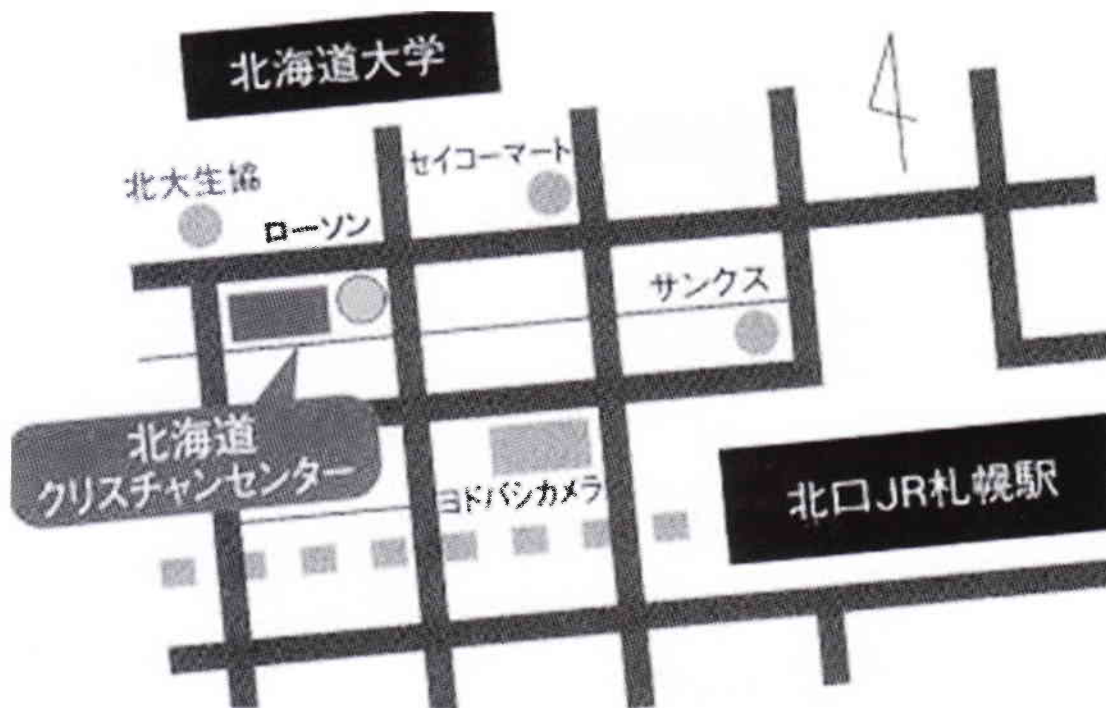 北海道大学
セイコーマート
北大生協
ローソン
サンクス
北海道
クリスチャンセンター
ヨドバシカメラ
北口JR札幌駅